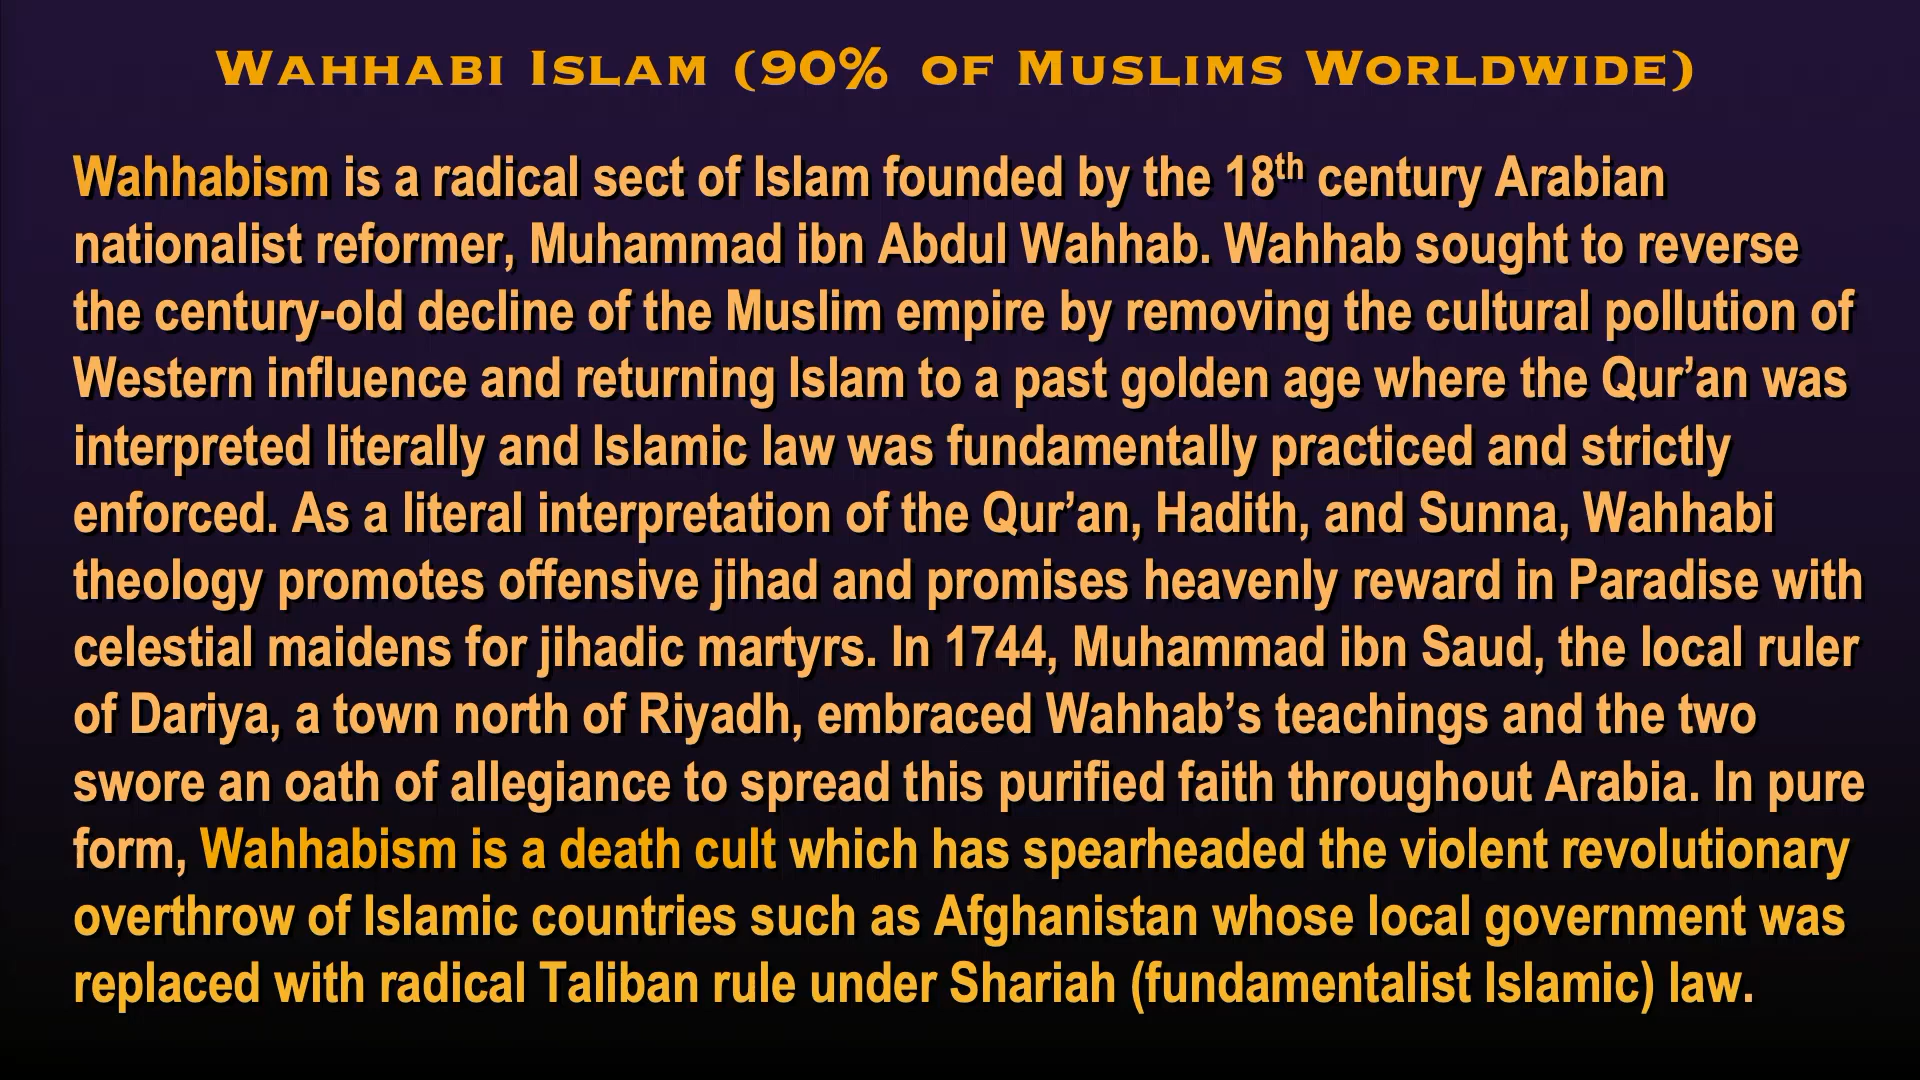 Wahhabi Islam (90% of Muslims Worldwide)
Wahhabism is a radical sect of Islam founded by the 18th century Arabian
nationalist reformer, Muhammad ibn Abdul Wahhab. Wahhab sought to reverse
the century-old decline of the Muslim empire by removing the cultural pollution of
Western influence and returning Islam to a past golden age where the Qur’an was
interpreted literally and Islamic law was fundamentally practiced and strictly
enforced. As a literal interpretation of the Qur’an, Hadith, and Sunna, Wahhabi
theology promotes offensive jihad and promises heavenly reward in Paradise with
celestial maidens for jihadic martyrs. In 1744, Muhammad ibn Saud, the local ruler
of Dariya, a town north of Riyadh, embraced Wahhab’s teachings and the two
swore an oath of allegiance to spread this purified faith throughout Arabia. In pure
form, Wahhabism is a death cult which has spearheaded the violent revolutionary
overthrow of Islamic countries such as Afghanistan whose local government was
replaced with radical Taliban rule under Shariah (fundamentalist Islamic) law.